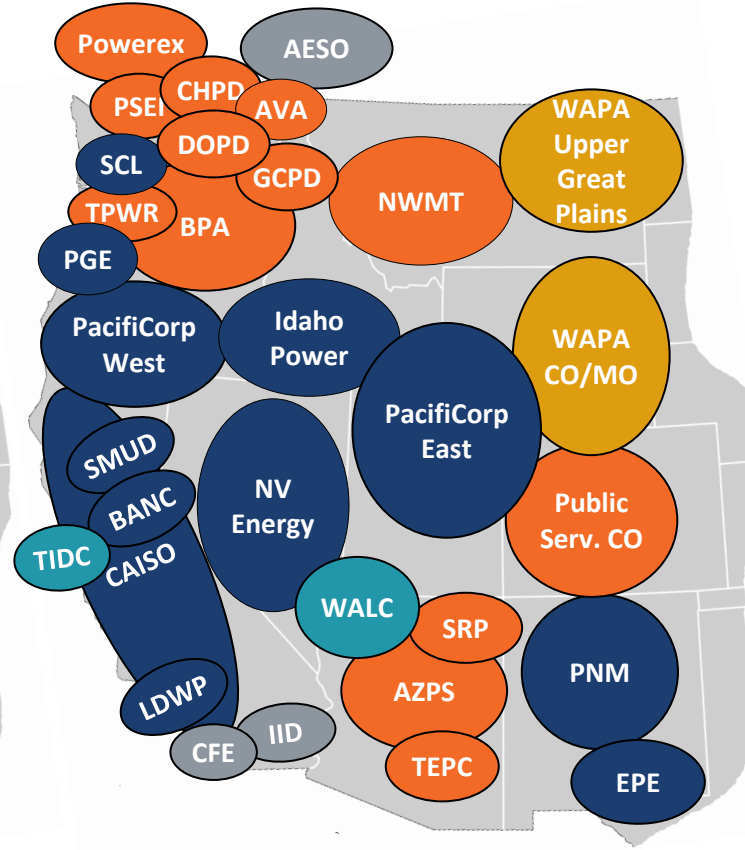 Powerex
AESO
PSEI
CHPD
AVA
DOPD
SCL
GCPD
TPWR
BPA
NWMT
WAPA
Upper
Great
Plains
PGE
PacifiCorp
West
Idaho
Power
WAPA
CO/MO
PacifiCorp
East
SMUD
BANC
NV
Energy
Public
Serv. CO
TIDC
CAISO
WALC
SRP
LDWP
AZPS
PNM
CFE
IID
TEPC
EPE